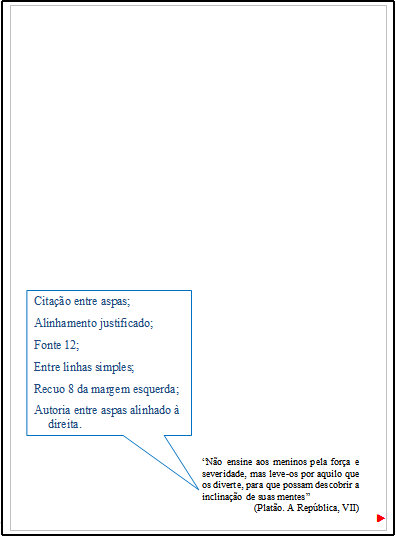 Citação entre aspas;
Alinhamento justificado;
Fonte 12;
Entre linhas simples;
Recuo 8 da margem esquerda;
Autoria entre aspas alinhado à
direita.
“Não ensine aos meninos pela força e
severidade, mas leve-os por aquilo que
os diverte, para que possam descobrir a
inclinação de suas mentes”
(Platão. A República, VII)